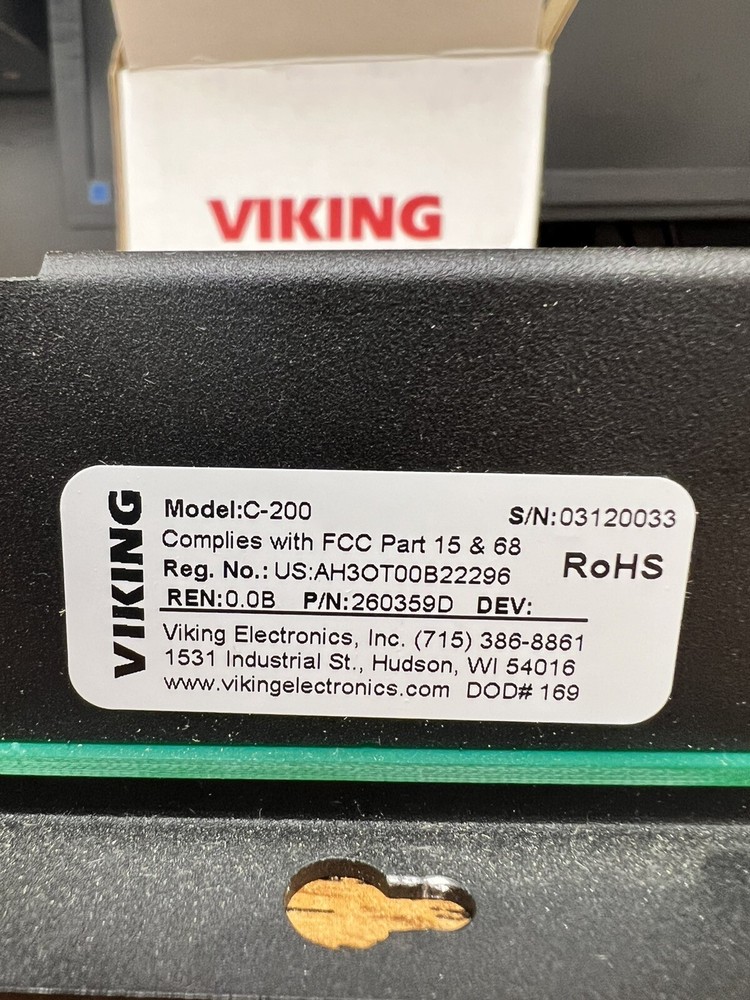 VIKING
VIKING
Model:C-200
S/N:03120033
Complies with FCC Part 15 & 68
RoHS
Reg. No.: US:AH3OT00B22296
REN:0.0B P/N:260359D DEV:
Viking Electronics, Inc. (715) 386-8861
1531 Industrial St., Hudson, WI 54016
www.vikingelectronics.com DOD# 169